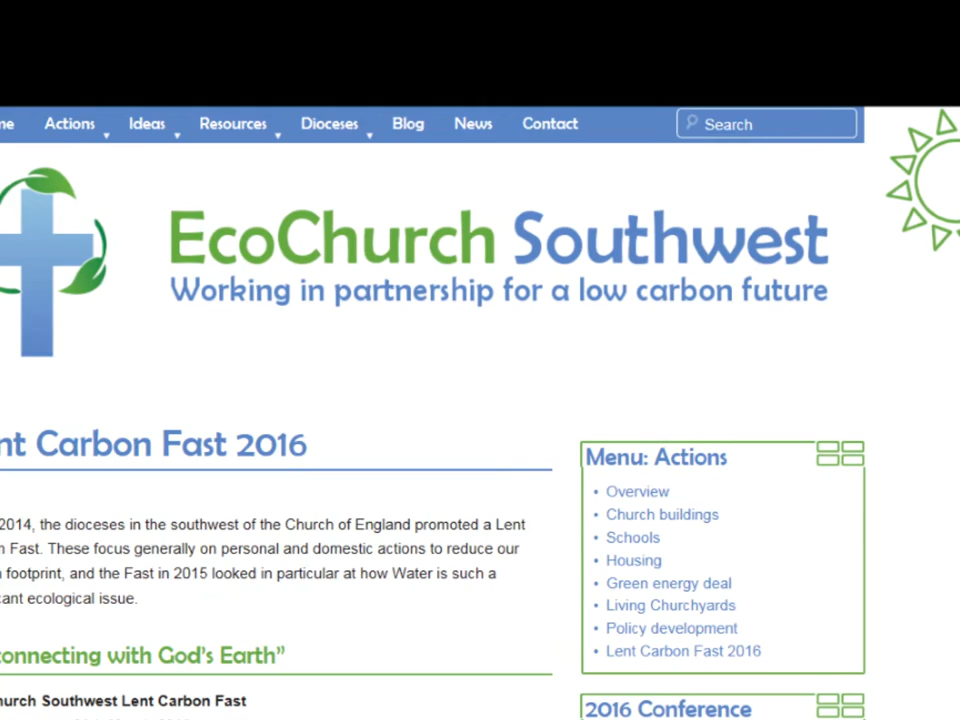 Actions Ideas Resources Dioceses Blog News Contact Search
EcoChurch Southwest
Working in partnership for a low carbon future
Carbon Fast 2016
2014, the dioceses in the southwest of the Church of England promoted a Lent
Fast. These focus generally on personal and domestic actions to reduce our
footprint, and the Fast in 2015 looked in particular at how Water is such a
ecological issue.
with God's Earth”
Southwest Lent Carbon Fast
Menu: Actions
• Overview
• Church buildings
• Schools
• Housing
• Green energy deal
• Living Churchyards
• Policy development
• Lent Carbon Fast 2016
2016 Conference